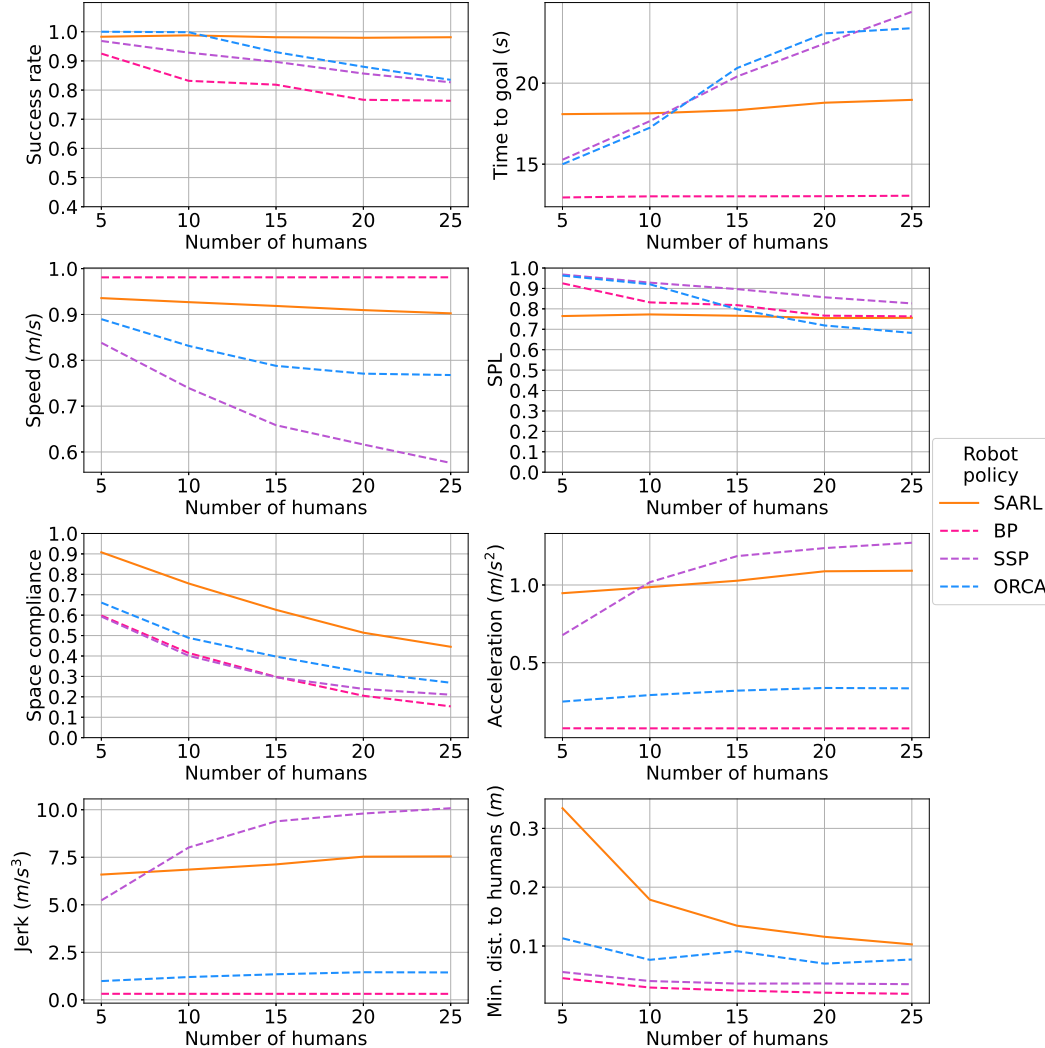 1.0
0.9
0.8
0.7
0.6
0.5
0.4
Success rate
5 10 15 20 25
Number of humans
20
15
Time to goal (s)
5 10 15 20 25
Number of humans
1.0
0.9
0.8
0.7
0.6
Speed (m/s)
5 10 15 20 25
Number of humans
1.0
0.9
0.8
0.7
0.6
0.5
0.4
0.3
0.2
0.1
0.0
SPL
5 10 15 20 25
Number of humans
Robot
policy
SARL
BP
SSP
ORCA
1.0
0.9
0.8
0.7
0.6
0.5
0.4
0.3
0.2
0.1
0.0
Space compliance
5 10 15 20 25
Number of humans
1.0
0.5
Acceleration (m/s²)
5 10 15 20 25
Number of humans
10.0
7.5
5.0
2.5
0.0
Jerk (m/s³)
5 10 15 20 25
Number of humans
0.3
0.2
0.1
Min. dist. to humans (m)
5 10 15 20 25
Number of humans